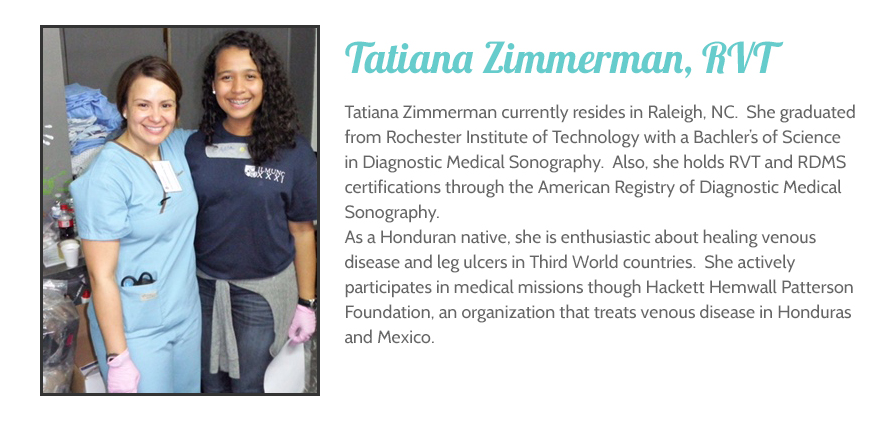 Tatiana Zimmerman, RVT
Tatiana Zimmerman currently resides in Raleigh, NC. She graduated
from Rochester Institute of Technology with a Bachler's of Science
in Diagnostic Medical Sonography. Also, she holds RVT and RDMS
certifications through the American Registry of Diagnostic Medical
Sonography.
As a Honduran native, she is enthusiastic about healing venous
disease and leg ulcers in Third World countries. She actively
participates in medical missions though Hackett Hemwall Patterson
Foundation, an organization that treats venous disease in Honduras
and Mexico.
ILMUNC
XXXI